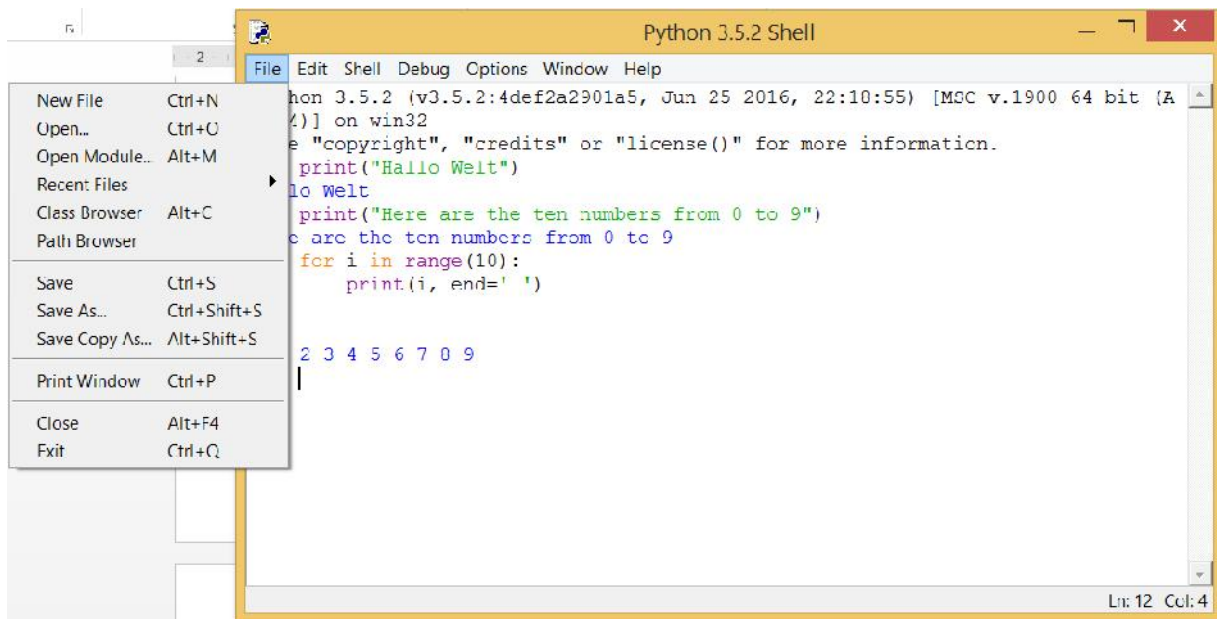 Python 3.5.2 Shell
2
File Edit Shell Debug Options Window Help
New File Ctrl+N
Open... Ctrl+O
Open Module... Alt+M
Recent Files
Class Browser Alt+C
Path Browser
Save Ctrl+S
Save As... Ctrl+Shift+S
Save Copy As... Alt+Shift+S
Print Window Ctrl+P
Close Alt+F4
Exit Ctrl+Q
hon 3.5.2 (v3.5.2:4def2a2901a5, Jun 25 2016, 22:10:55) [MSC v.1900 64 bit (A
4)] on win32
e "copyright", "credits" or "license()" for more information.
print("Hallo Welt")
lo Welt
print("Here are the ten numbers from 0 to 9")
e are the ten numbers from 0 to 9
for i in range(10):
print(i, end=' ')
2 3 4 5 6 7 8 9
Ln: 12 Col: 4